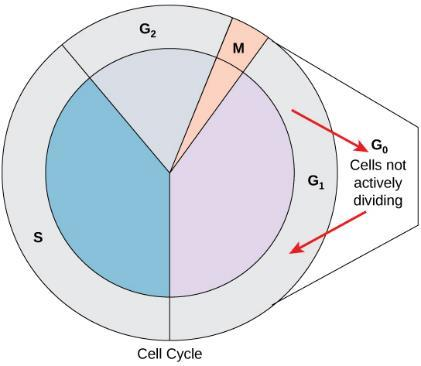 G₂
M
G₀
Cells not
actively
dividing
G₁
S
Cell Cycle